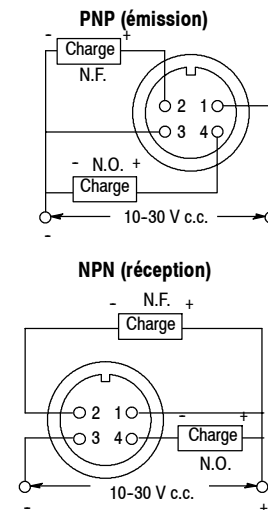 PNP (émission)
- Charge +
N.F.
2 1
3 4
- N.O. +
Charge
10-30 V c.c.
-
NPN (réception)
- N.F. +
Charge
2 1
3 4
- Charge +
N.O.
10-30 V c.c.
- +